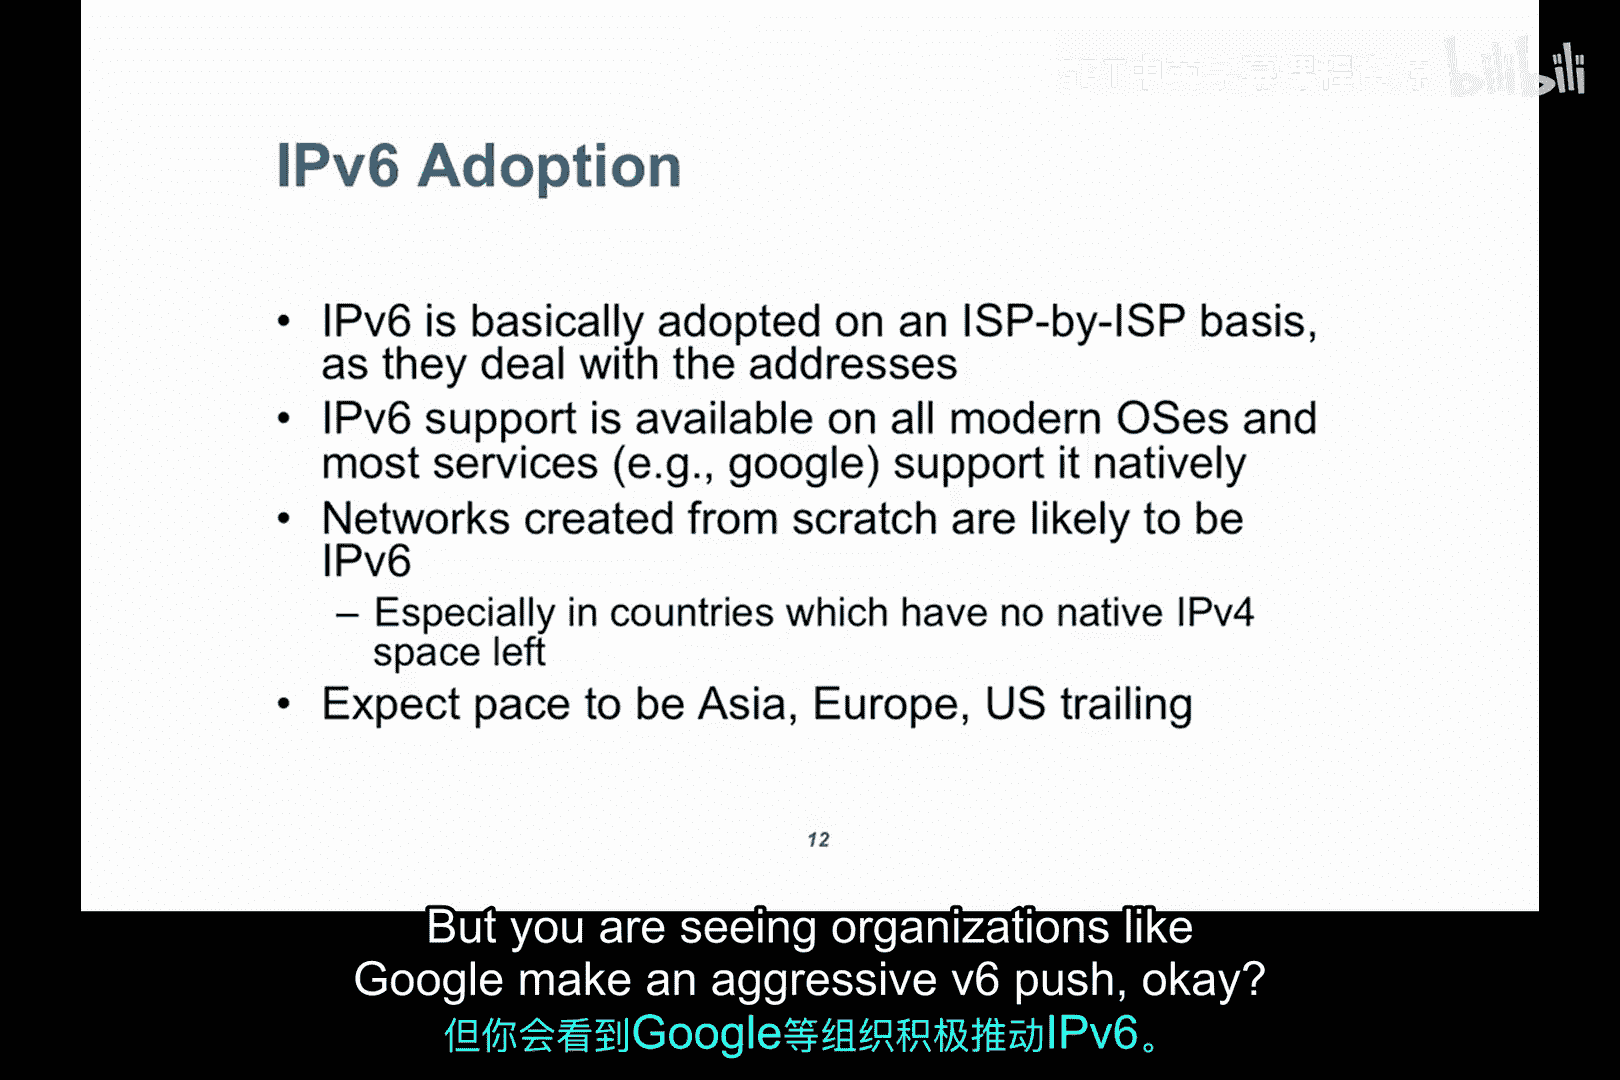 bilibili
IPv6 Adoption
• IPv6 is basically adopted on an ISP-by-ISP basis,
as they deal with the addresses
• IPv6 support is available on all modern OSes and
most services (e.g., google) support it natively
• Networks created from scratch are likely to be
IPv6
– Especially in countries which have no native IPv4
space left
• Expect pace to be Asia, Europe, US trailing
12
But you are seeing organizations like
Google make an aggressive v6 push, okay?
但你会看到Google等组织积极推动IPv6。